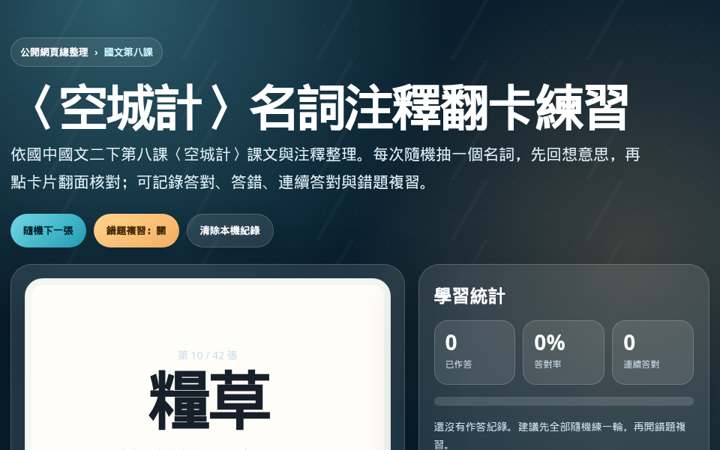 公開網頁緣整理 › 國文第八課
〈空城計〉名詞注釋翻卡練習
依國中國文二下第八課〈空城計〉課文與注釋整理。每次隨機抽一個名詞，先回想意思，再
點卡片翻面核對；可記錄答對、答錯、連續答對與錯題複習。
隨機下一張
錯題複習：關
清除本機紀錄
第 10 / 42 張
糧草
學習統計
0
已作答
0%
答對率
0
連續答對
還沒有作答紀錄。建議先全部隨機練一輪，再開錯題複
習。